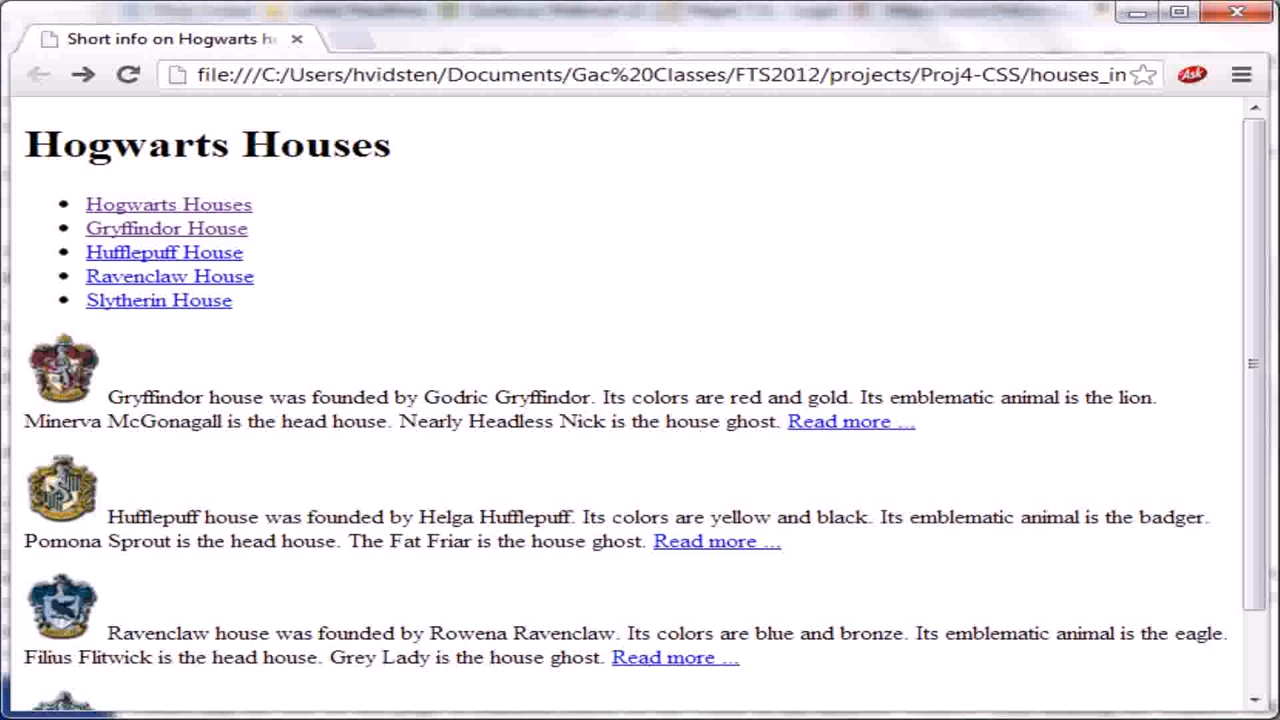 Short info on Hogwarts h
file:///C:/Users/hvidsten/Documents/Gac%20Classes/FTS2012/projects/Proj4-CSS/houses_in
Ask
Hogwarts Houses
Hogwarts Houses
Gryffindor House
Hufflepuff House
Ravenclaw House
Slytherin House
Gryffindor house was founded by Godric Gryffindor. Its colors are red and gold. Its emblematic animal is the lion.
Minerva McGonagall is the head house. Nearly Headless Nick is the house ghost. Read more ...
Hufflepuff house was founded by Helga Hufflepuff. Its colors are yellow and black. Its emblematic animal is the badger.
Pomona Sprout is the head house. The Fat Friar is the house ghost. Read more ...
Ravenclaw house was founded by Rowena Ravenclaw. Its colors are blue and bronze. Its emblematic animal is the eagle.
Filius Flitwick is the head house. Grey Lady is the house ghost. Read more ...